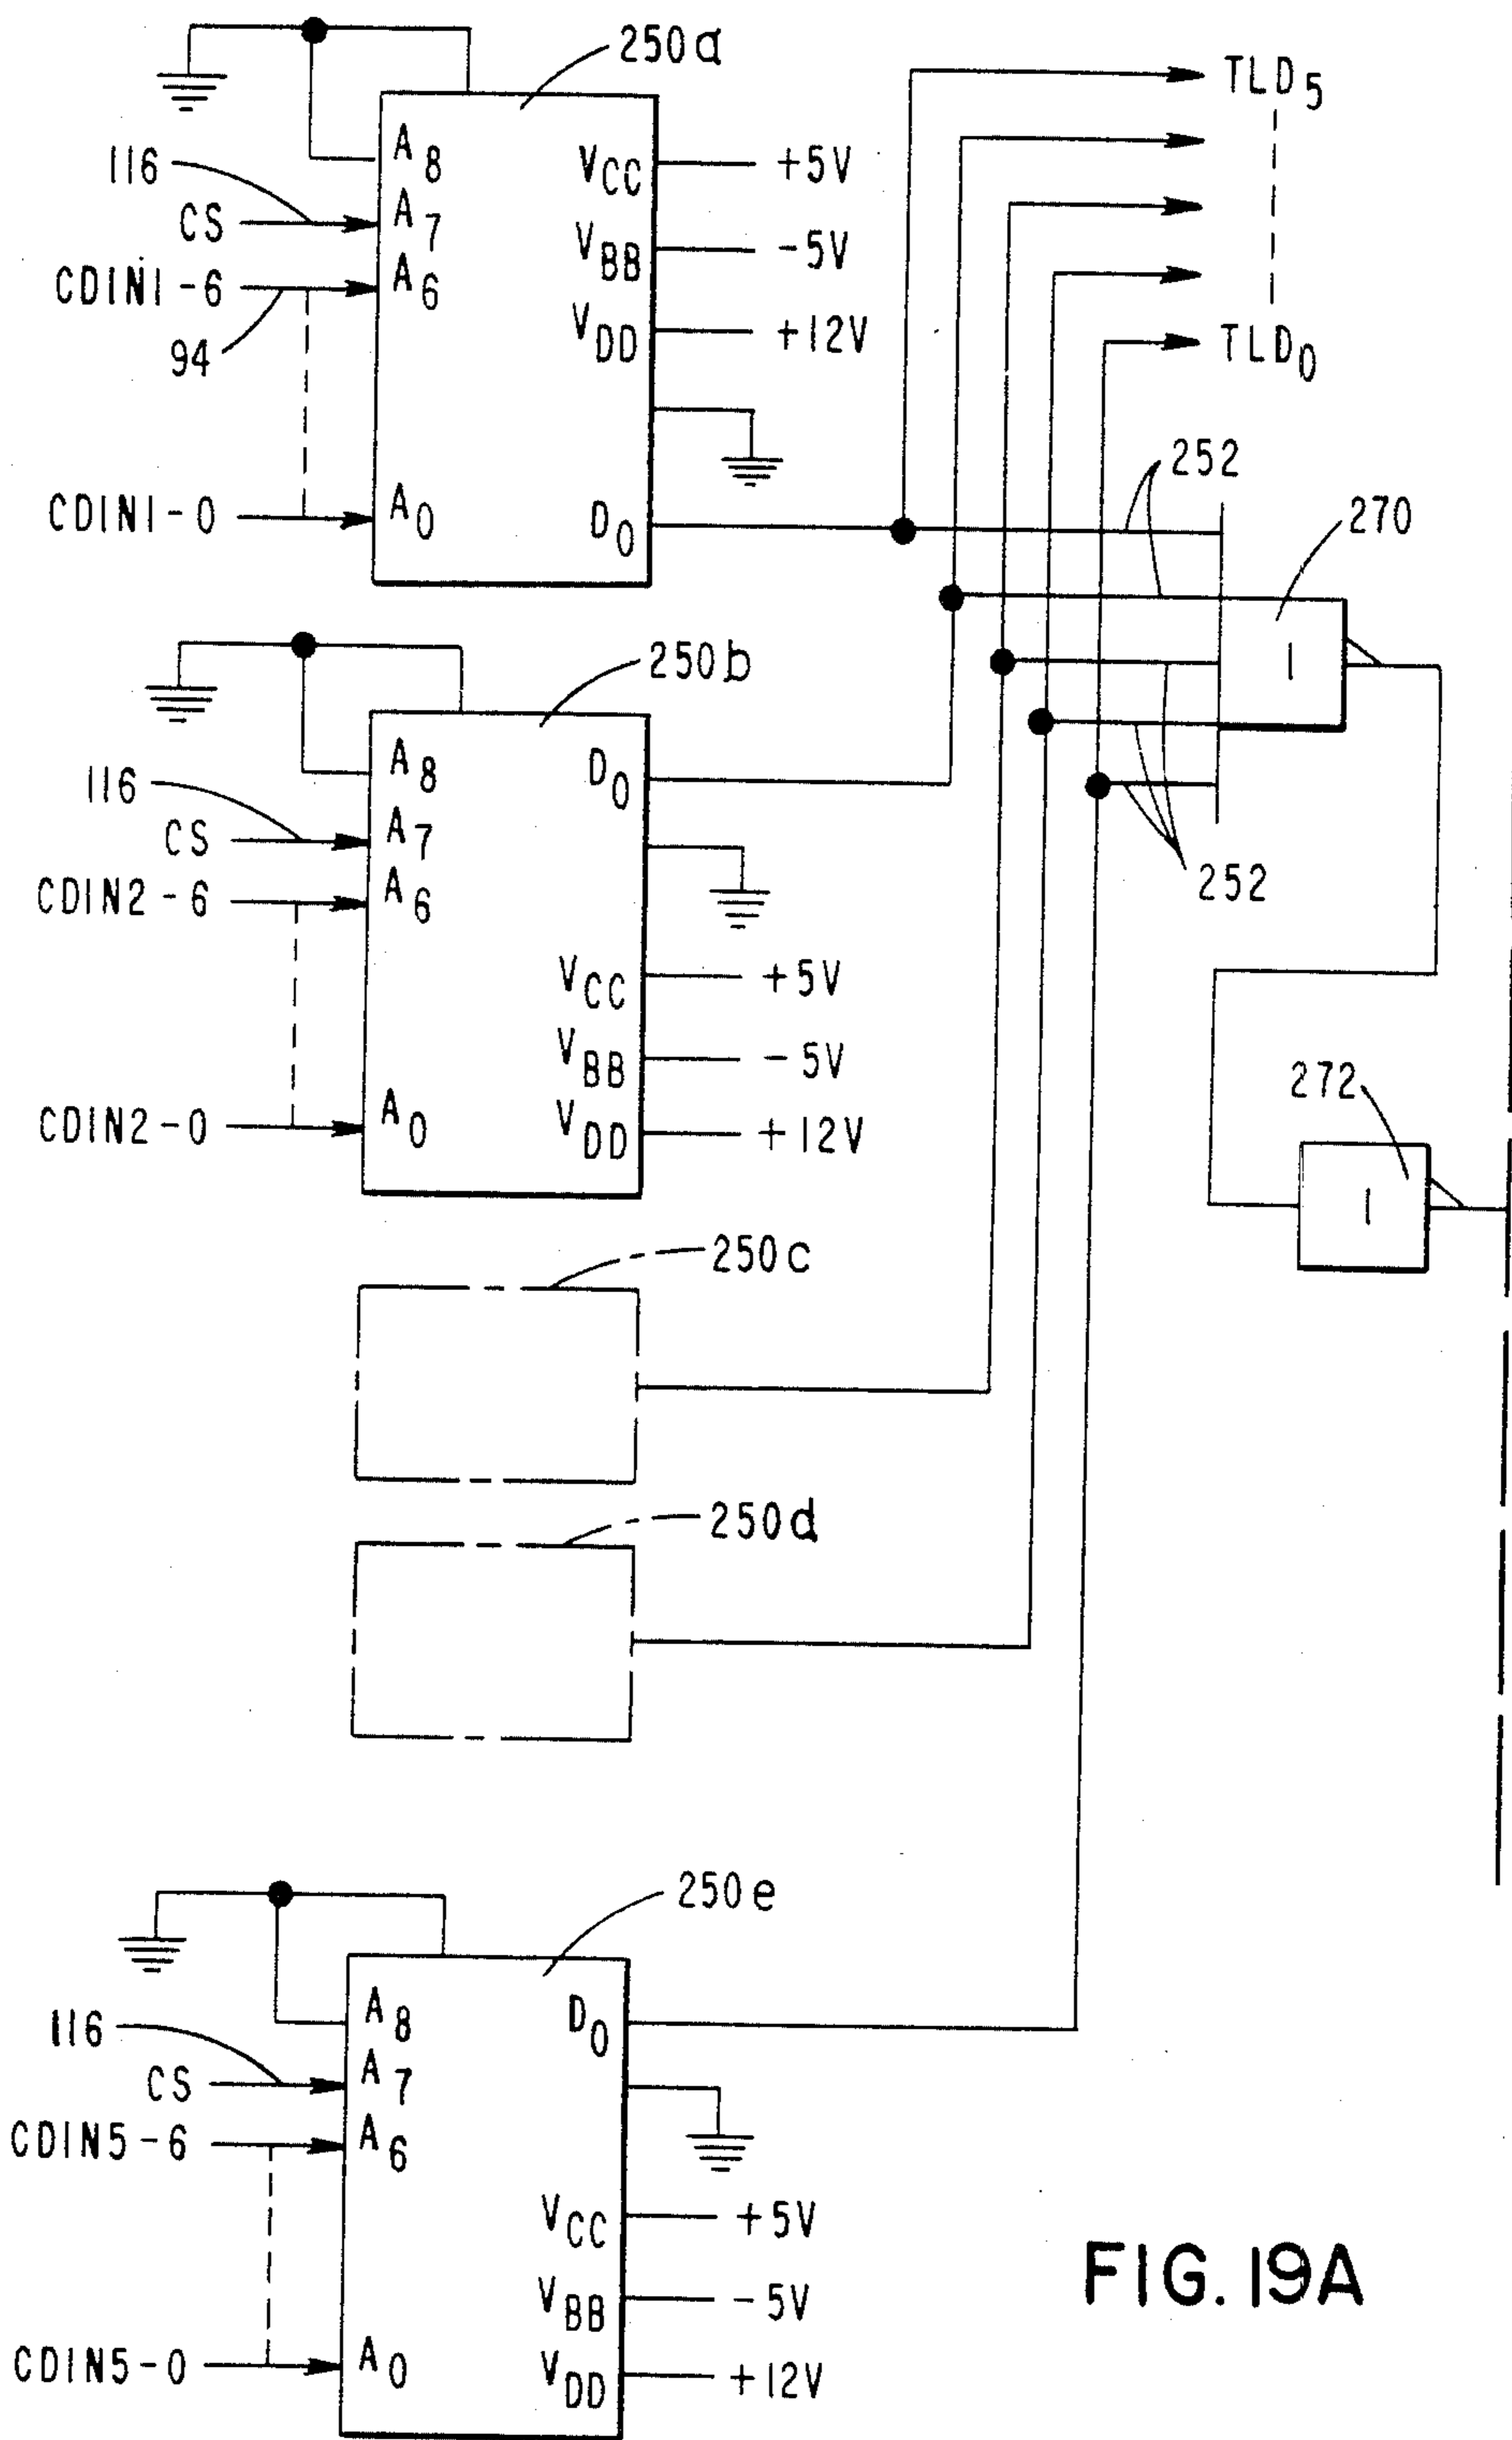 250a
TLD5
A8
VCC +5V
116
CS
A7
VBB -5V
CDIN1-6
A6
94
VDD +12V
TLD0
252
CDIN1-0
A0
D0
270
1
250b
A8
D0
116
CS
A7
CDIN2-6
A6
252
VCC +5V
VBB -5V
272
1
CDIN2-0
A0
VDD +12V
250c
250d
250e
A8
D0
116
CS
A7
CDIN5-6
A6
VCC +5V
VBB -5V
CDIN5-0
A0
VDD +12V
FIG. 19A